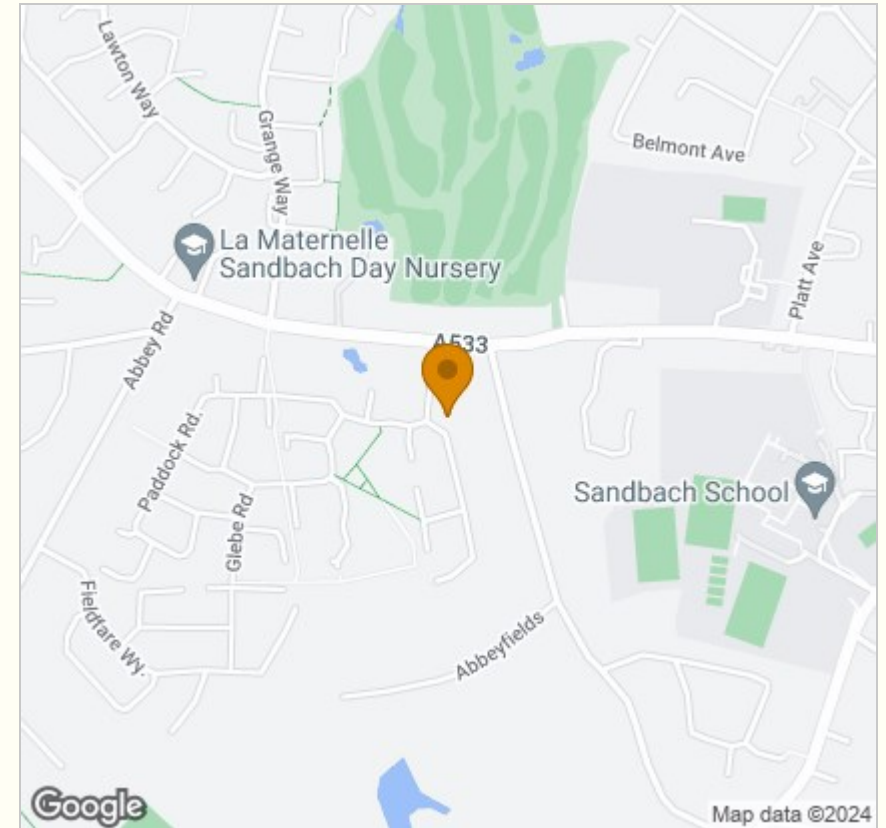 Lawton Way
Grange Way
Belmont Ave
La Maternelle
Sandbach Day Nursery
Platt Ave
A533
Abbey Rd
Paddock Rd.
Glebe Rd
Sandbach School
Fieldfare Wy.
Abbeyfields
Google
Map data ©2024